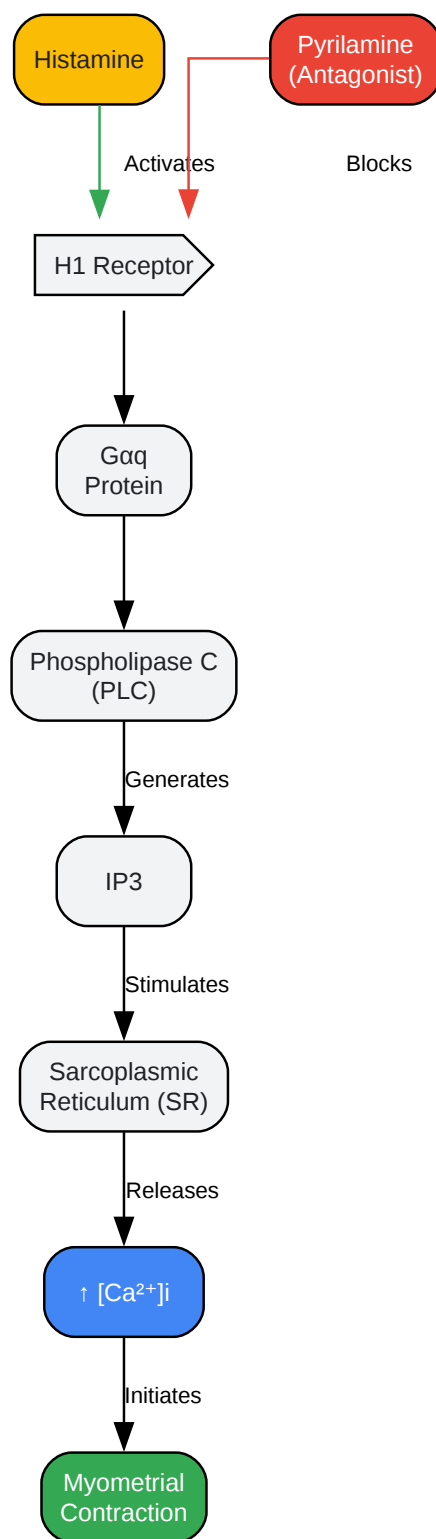 Histamine
Pyrilamine
(Antagonist)
Activates
Blocks
H1 Receptor
Gαq
Protein
Phospholipase C
(PLC)
Generates
IP3
Stimulates
Sarcoplasmic
Reticulum (SR)
Releases
↑ [Ca²⁺]i
Initiates
Myometrial
Contraction